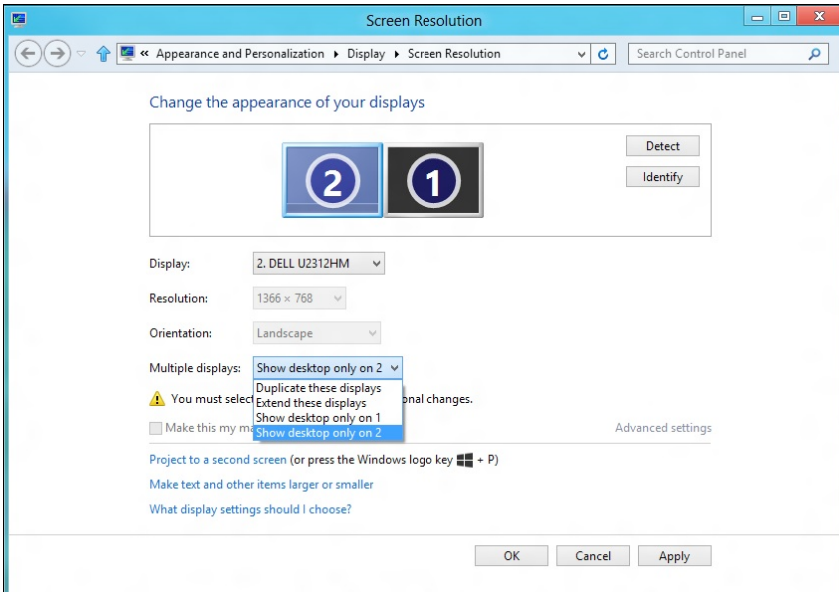 Screen Resolution
« Appearance and Personalization Display Screen Resolution Search Control Panel
Change the appearance of your displays
2 1
Detect
Identify
Display: 2. DELL U2312HM
Resolution: 1366 × 768
Orientation: Landscape
Multiple displays: Show desktop only on 2
Duplicate these displays
Extend these displays
Show desktop only on 1
Show desktop only on 2
You must select onal changes.
Make this my ma Advanced settings
Project to a second screen (or press the Windows logo key + P)
Make text and other items larger or smaller
What display settings should I choose?
OK Cancel Apply